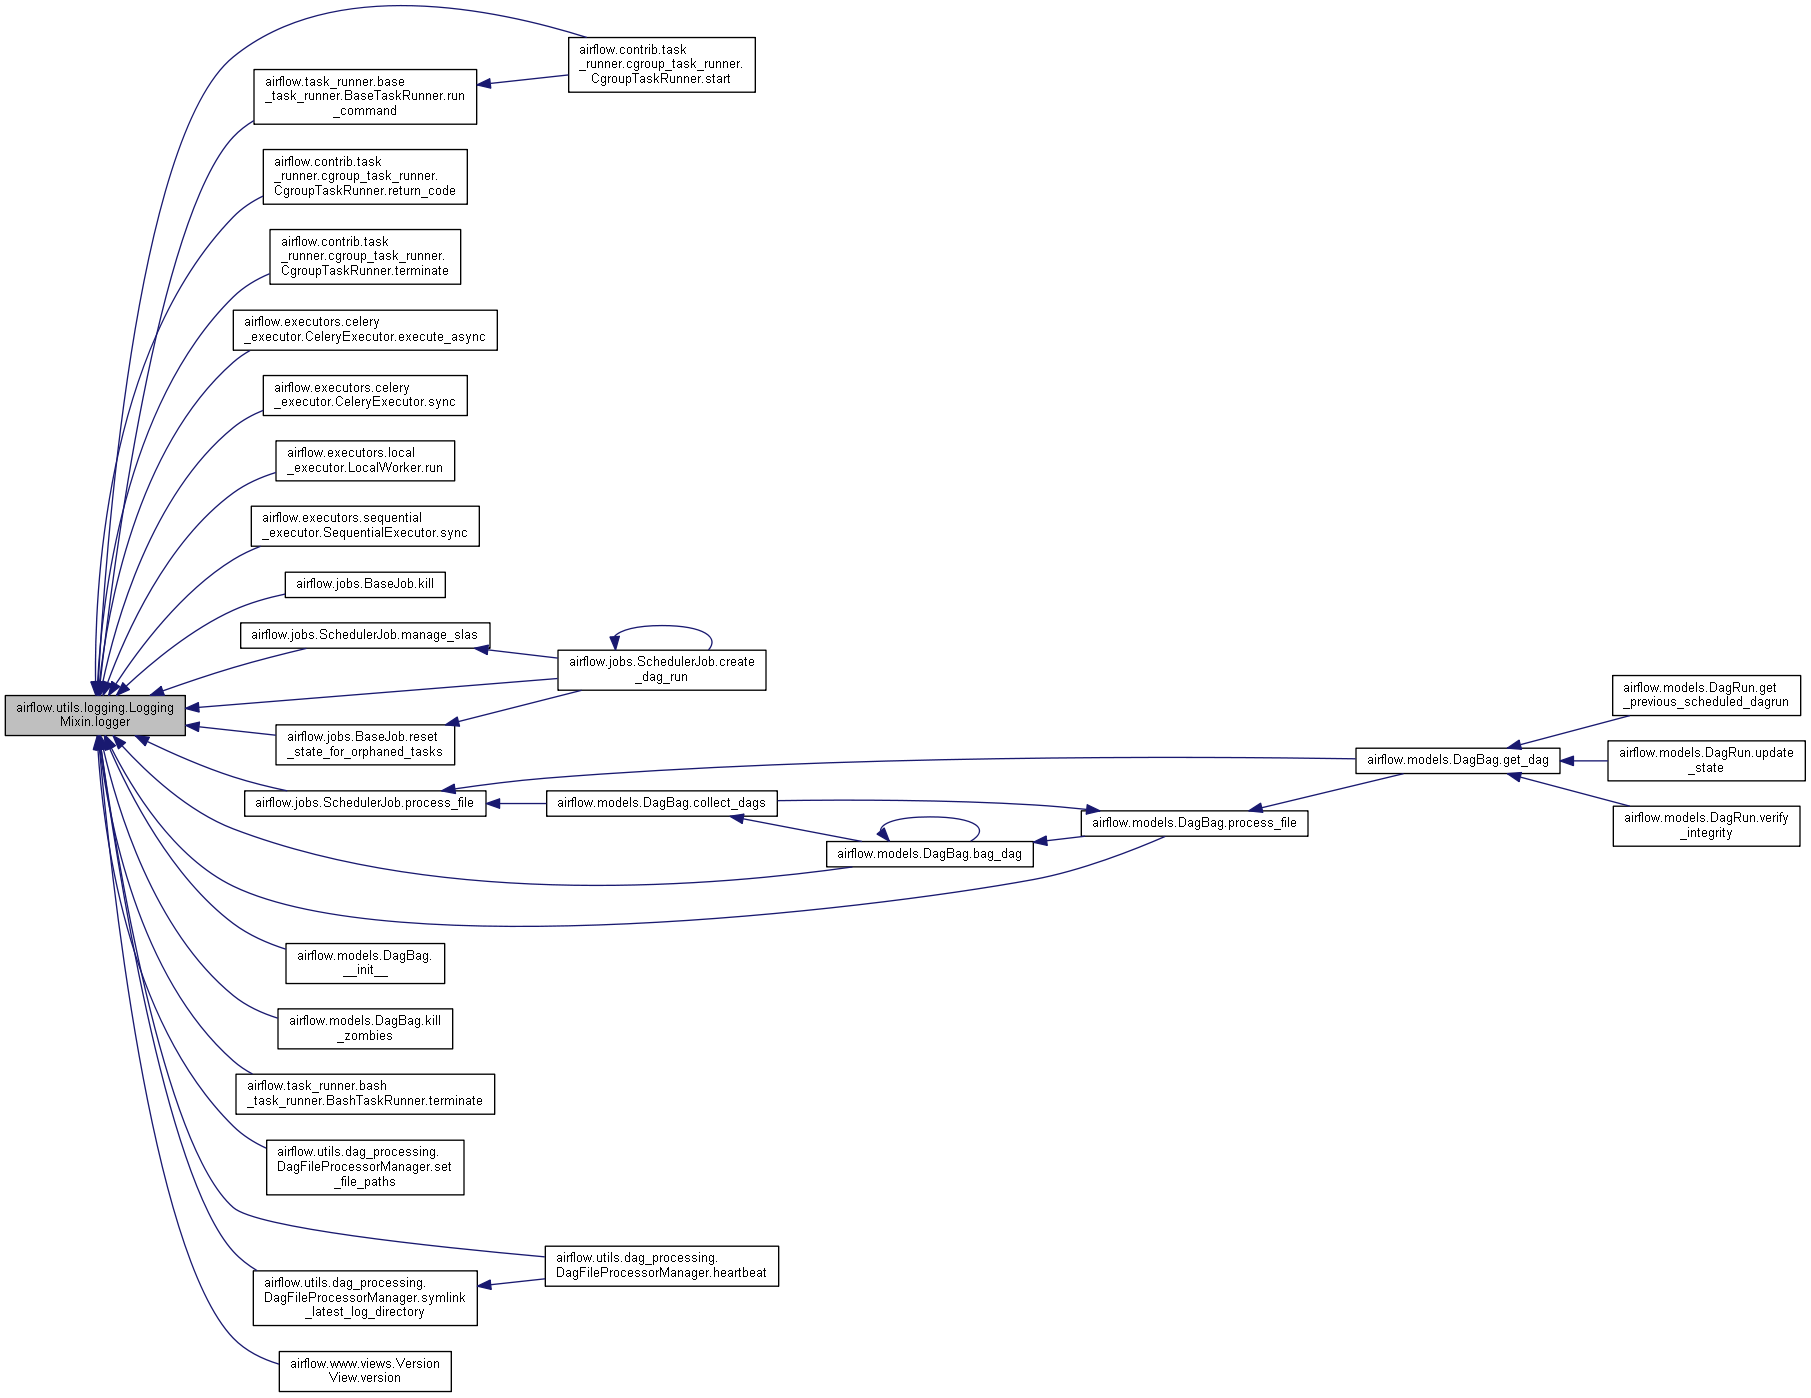 airflow.contrib.task
_runner.cgroup_task_runner.
CgroupTaskRunner.start
airflow.task_runner.base
_task_runner.BaseTaskRunner.run
_command
airflow.contrib.task
_runner.cgroup_task_runner.
CgroupTaskRunner.return_code
airflow.contrib.task
_runner.cgroup_task_runner.
CgroupTaskRunner.terminate
airflow.executors.celery
_executor.CeleryExecutor.execute_async
airflow.executors.celery
_executor.CeleryExecutor.sync
airflow.executors.local
_executor.LocalWorker.run
airflow.executors.sequential
_executor.SequentialExecutor.sync
airflow.jobs.BaseJob.kill
airflow.jobs.SchedulerJob.manage_slas
airflow.jobs.SchedulerJob.create
_dag_run
airflow.utils.logging.Logging
Mixin.logger
airflow.jobs.BaseJob.reset
_state_for_orphaned_tasks
airflow.jobs.SchedulerJob.process_file
airflow.models.DagBag.collect_dags
airflow.models.DagBag.bag_dag
airflow.models.DagBag.process_file
airflow.models.DagBag.get_dag
airflow.models.DagRun.get
_previous_scheduled_dagrun
airflow.models.DagRun.update
_state
airflow.models.DagRun.verify
_integrity
airflow.models.DagBag.
__init__
airflow.models.DagBag.kill
_zombies
airflow.task_runner.bash
_task_runner.BashTaskRunner.terminate
airflow.utils.dag_processing.
DagFileProcessorManager.set
_file_paths
airflow.utils.dag_processing.
DagFileProcessorManager.heartbeat
airflow.utils.dag_processing.
DagFileProcessorManager.symlink
_latest_log_directory
airflow.www.views.Version
View.version